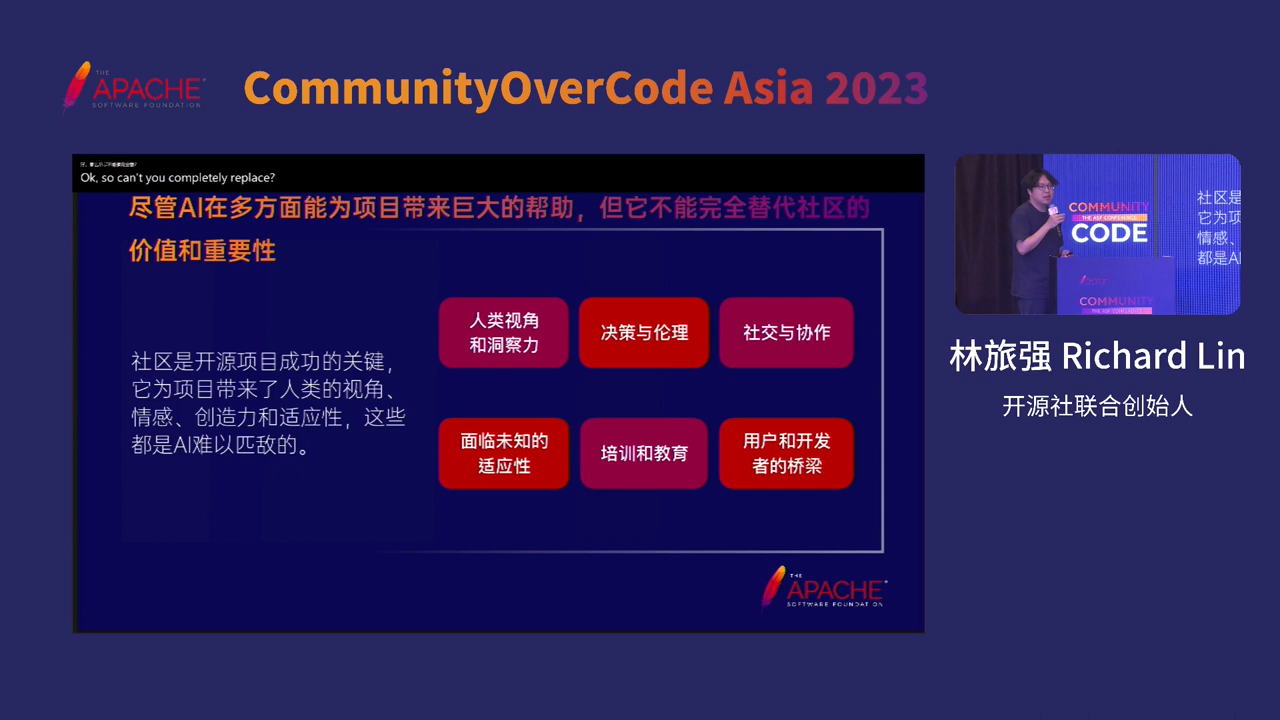 THE
APACHE
SOFTWARE FOUNDATION
CommunityOverCode Asia 2023
Ok, so can't you completely replace?
尽管AI在多方面能为项目带来巨大的帮助，但它不能完全替代社区的
价值和重要性
社区是开源项目成功的关键，
它为项目带来了人类的视角、
情感、创造力和适应性，这些
都是AI难以匹敌的。
人类视角
和洞察力
决策与伦理
社交与协作
面临未知的
适应性
培训和教育
用户和开发
者的桥梁
THE
APACHE
SOFTWARE FOUNDATION
COMMUNITY
THE ASF CONFERENCE
CODE
社区是
它为项
情感、
都是AI
COMMUNITY
THE ASF CONFERENCE
林旅强 Richard Lin
开源社联合创始人